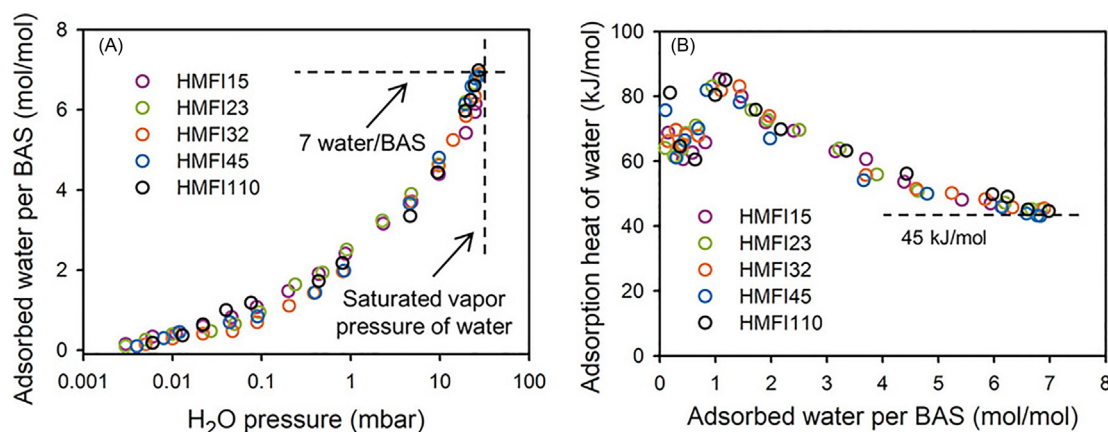 (A)
Adsorbed water per BAS (mol/mol)
8
6
4
2
0
HMFI15
HMFI23
HMFI32
HMFI45
HMFI110
7 water/BAS
Saturated vapor
pressure of water
0.001 0.01 0.1 1 10 100
H₂O pressure (mbar)
(B)
Adsorption heat of water (kJ/mol)
100
80
60
40
20
0
45 kJ/mol
HMFI15
HMFI23
HMFI32
HMFI45
HMFI110
0 1 2 3 4 5 6 7 8
Adsorbed water per BAS (mol/mol)